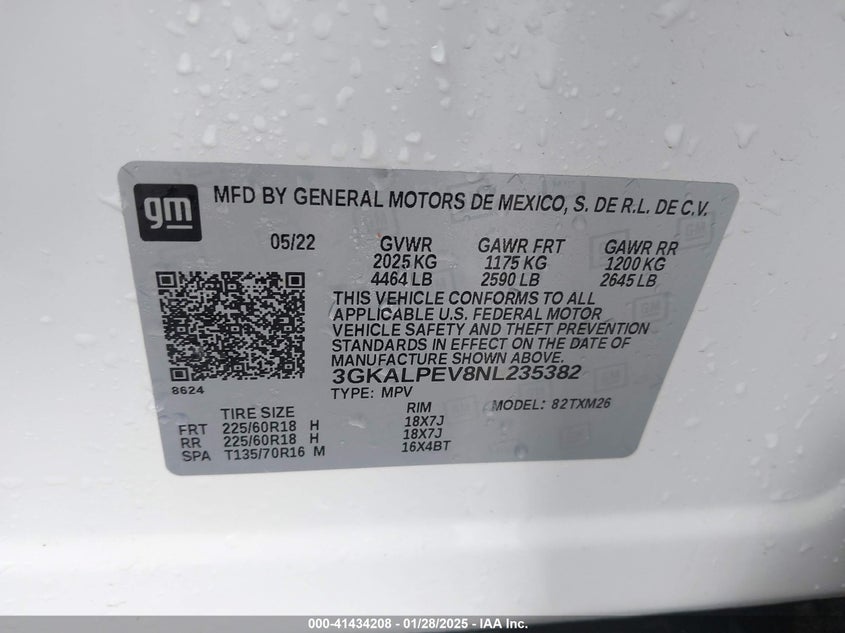 gm MFD BY GENERAL MOTORS DE MEXICO, S. DE R.L. DE C.V.
05/22 GVWR GAWR FRT GAWR RR
2025 KG 1175 KG 1200 KG
4464 LB 2590 LB 2645 LB
THIS VEHICLE CONFORMS TO ALL
APPLICABLE U.S. FEDERAL MOTOR
VEHICLE SAFETY AND THEFT PREVENTION
STANDARDS IN EFFECT ON THE DATE OF
MANUFACTURE SHOWN ABOVE.
3GKALPEV8NL235382
8624 TYPE: MPV MODEL: 82TXM26
TIRE SIZE RIM
FRT 225/60R18 H 18X7J
RR 225/60R18 H 18X7J
SPA T135/70R16 M 16X4BT
000-41434208 - 01/28/2025 - IAA Inc.